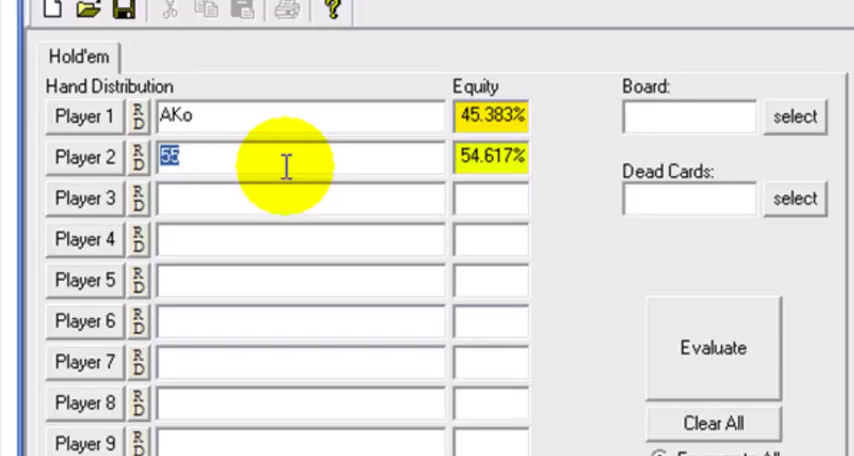 Hold'em
Hand Distribution Equity Board:
Player 1 R D AKo 45.383% select
Player 2 R D 55 54.617%
Dead Cards:
Player 3 R D select
Player 4 R D
Player 5 R D
Player 6 R D
Player 7 R D Evaluate
Player 8 R D
Clear All
Player 9 R D